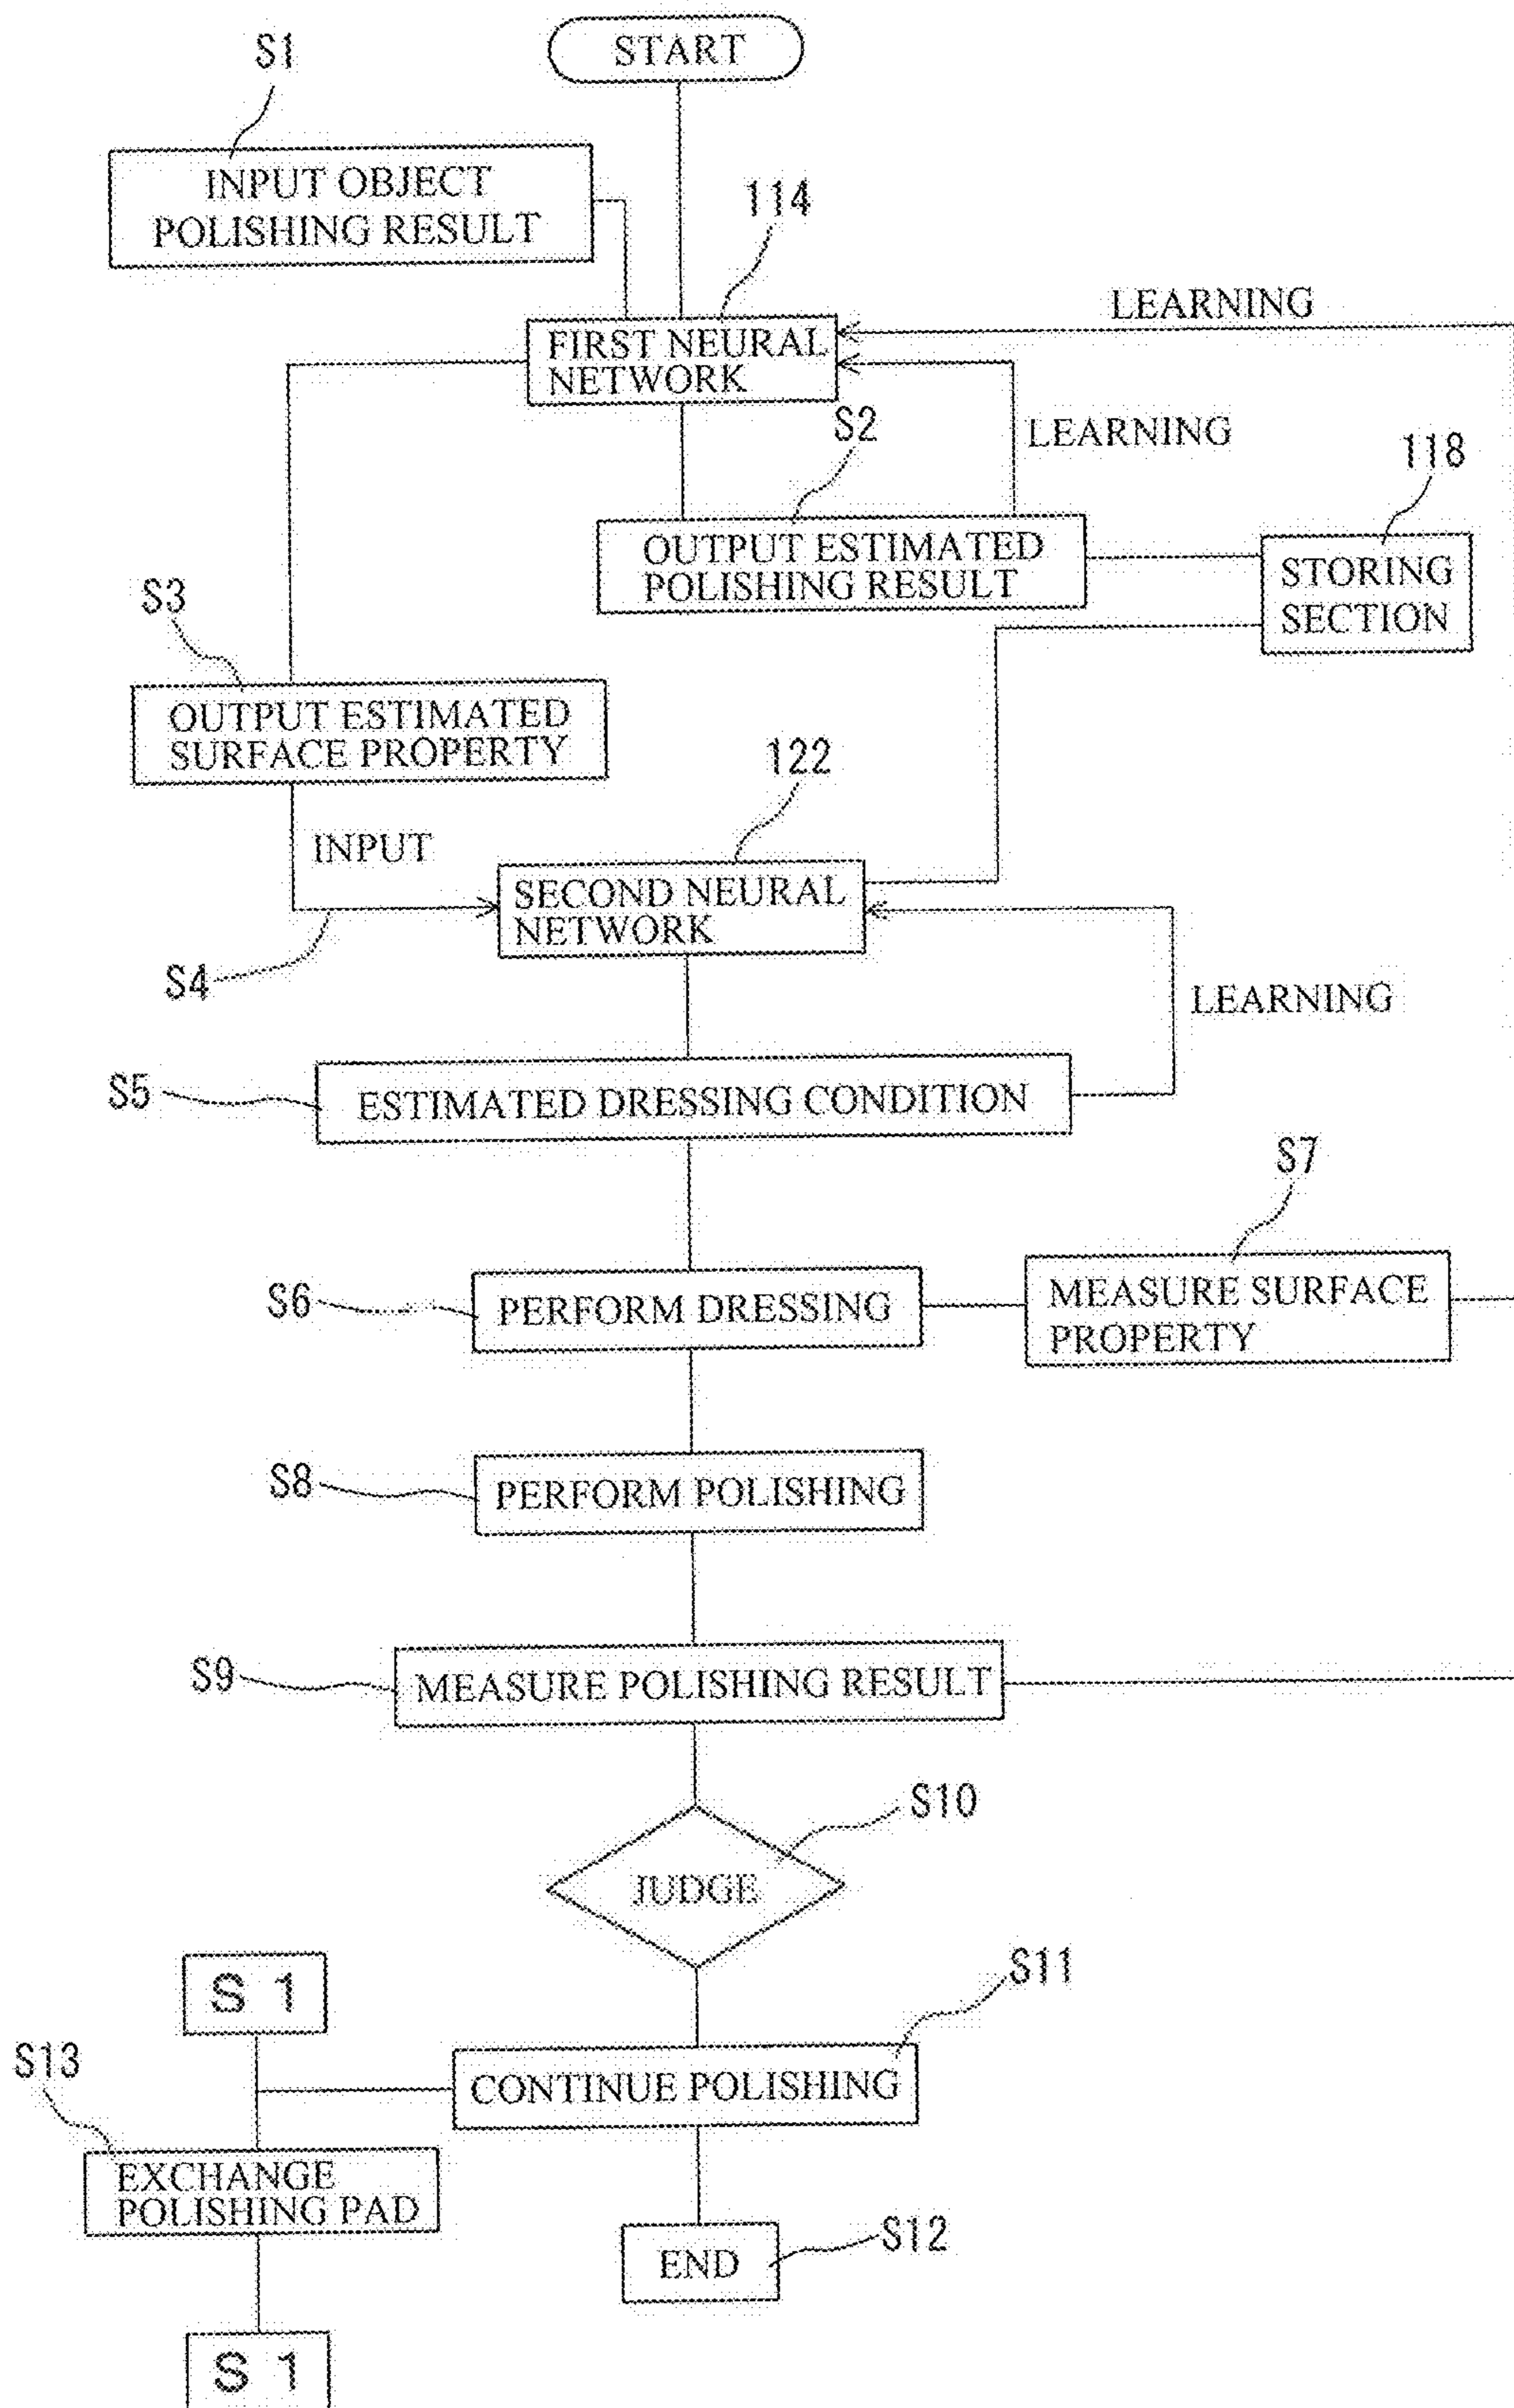 START
S1
INPUT OBJECT
POLISHING RESULT
114
LEARNING
FIRST NEURAL
NETWORK
S2
LEARNING
118
OUTPUT ESTIMATED
POLISHING RESULT
STORING
SECTION
S3
OUTPUT ESTIMATED
SURFACE PROPERTY
122
INPUT
SECOND NEURAL
NETWORK
S4
LEARNING
S5
ESTIMATED DRESSING CONDITION
S7
S6
PERFORM DRESSING
MEASURE SURFACE
PROPERTY
S8
PERFORM POLISHING
S9
MEASURE POLISHING RESULT
S10
JUDGE
S11
S 1
S13
CONTINUE POLISHING
EXCHANGE
POLISHING PAD
S12
END
S 1